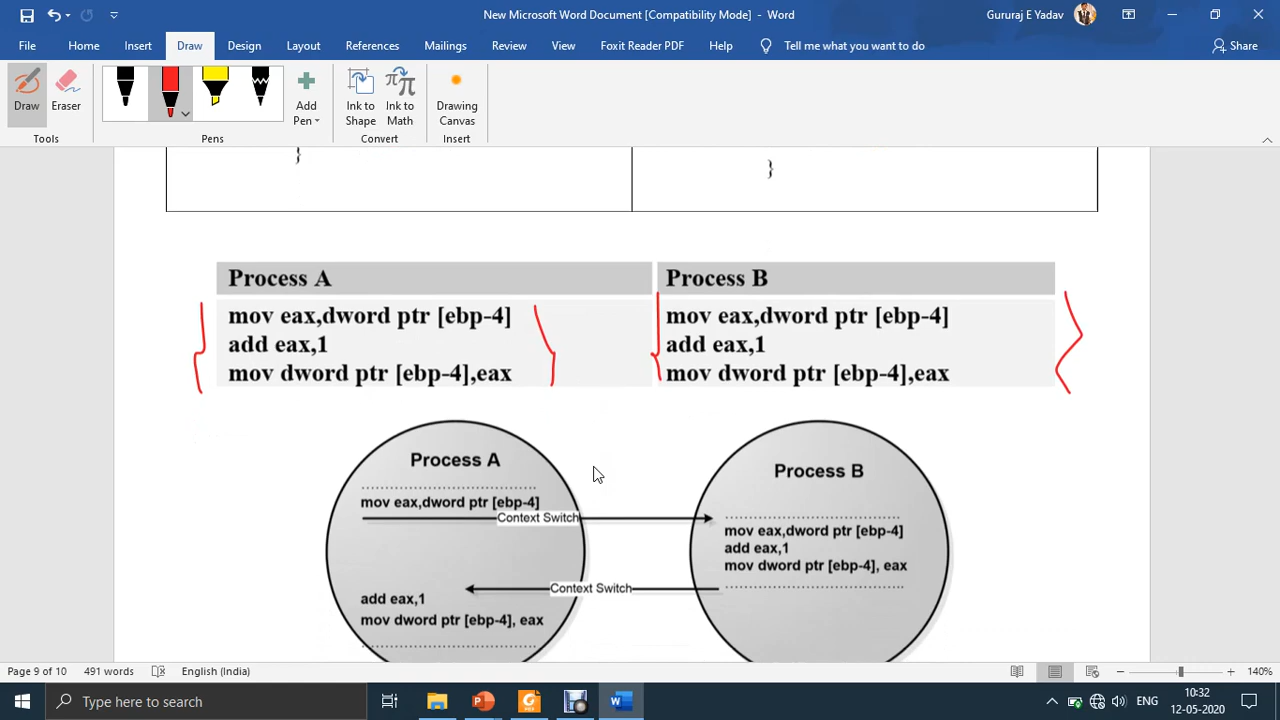 New Microsoft Word Document [Compatibility Mode] - Word
Gururaj E Yadav
File Home Insert Draw Design Layout References Mailings Review View Foxit Reader PDF Help Tell me what you want to do Share
Draw Eraser Add Pen Ink to Shape Ink to Math Drawing Canvas
Tools Pens Convert Insert
} }
Process A Process B
mov eax,dword ptr [ebp-4] mov eax,dword ptr [ebp-4]
add eax,1 add eax,1
mov dword ptr [ebp-4],eax mov dword ptr [ebp-4],eax
Process A
mov eax,dword ptr [ebp-4]
Context Switch
Process B
mov eax,dword ptr [ebp-4]
add eax,1
mov dword ptr [ebp-4], eax
Context Switch
add eax,1
mov dword ptr [ebp-4], eax
Page 9 of 10 491 words English (India) 140%
Type here to search
ENG
10:32
12-05-2020